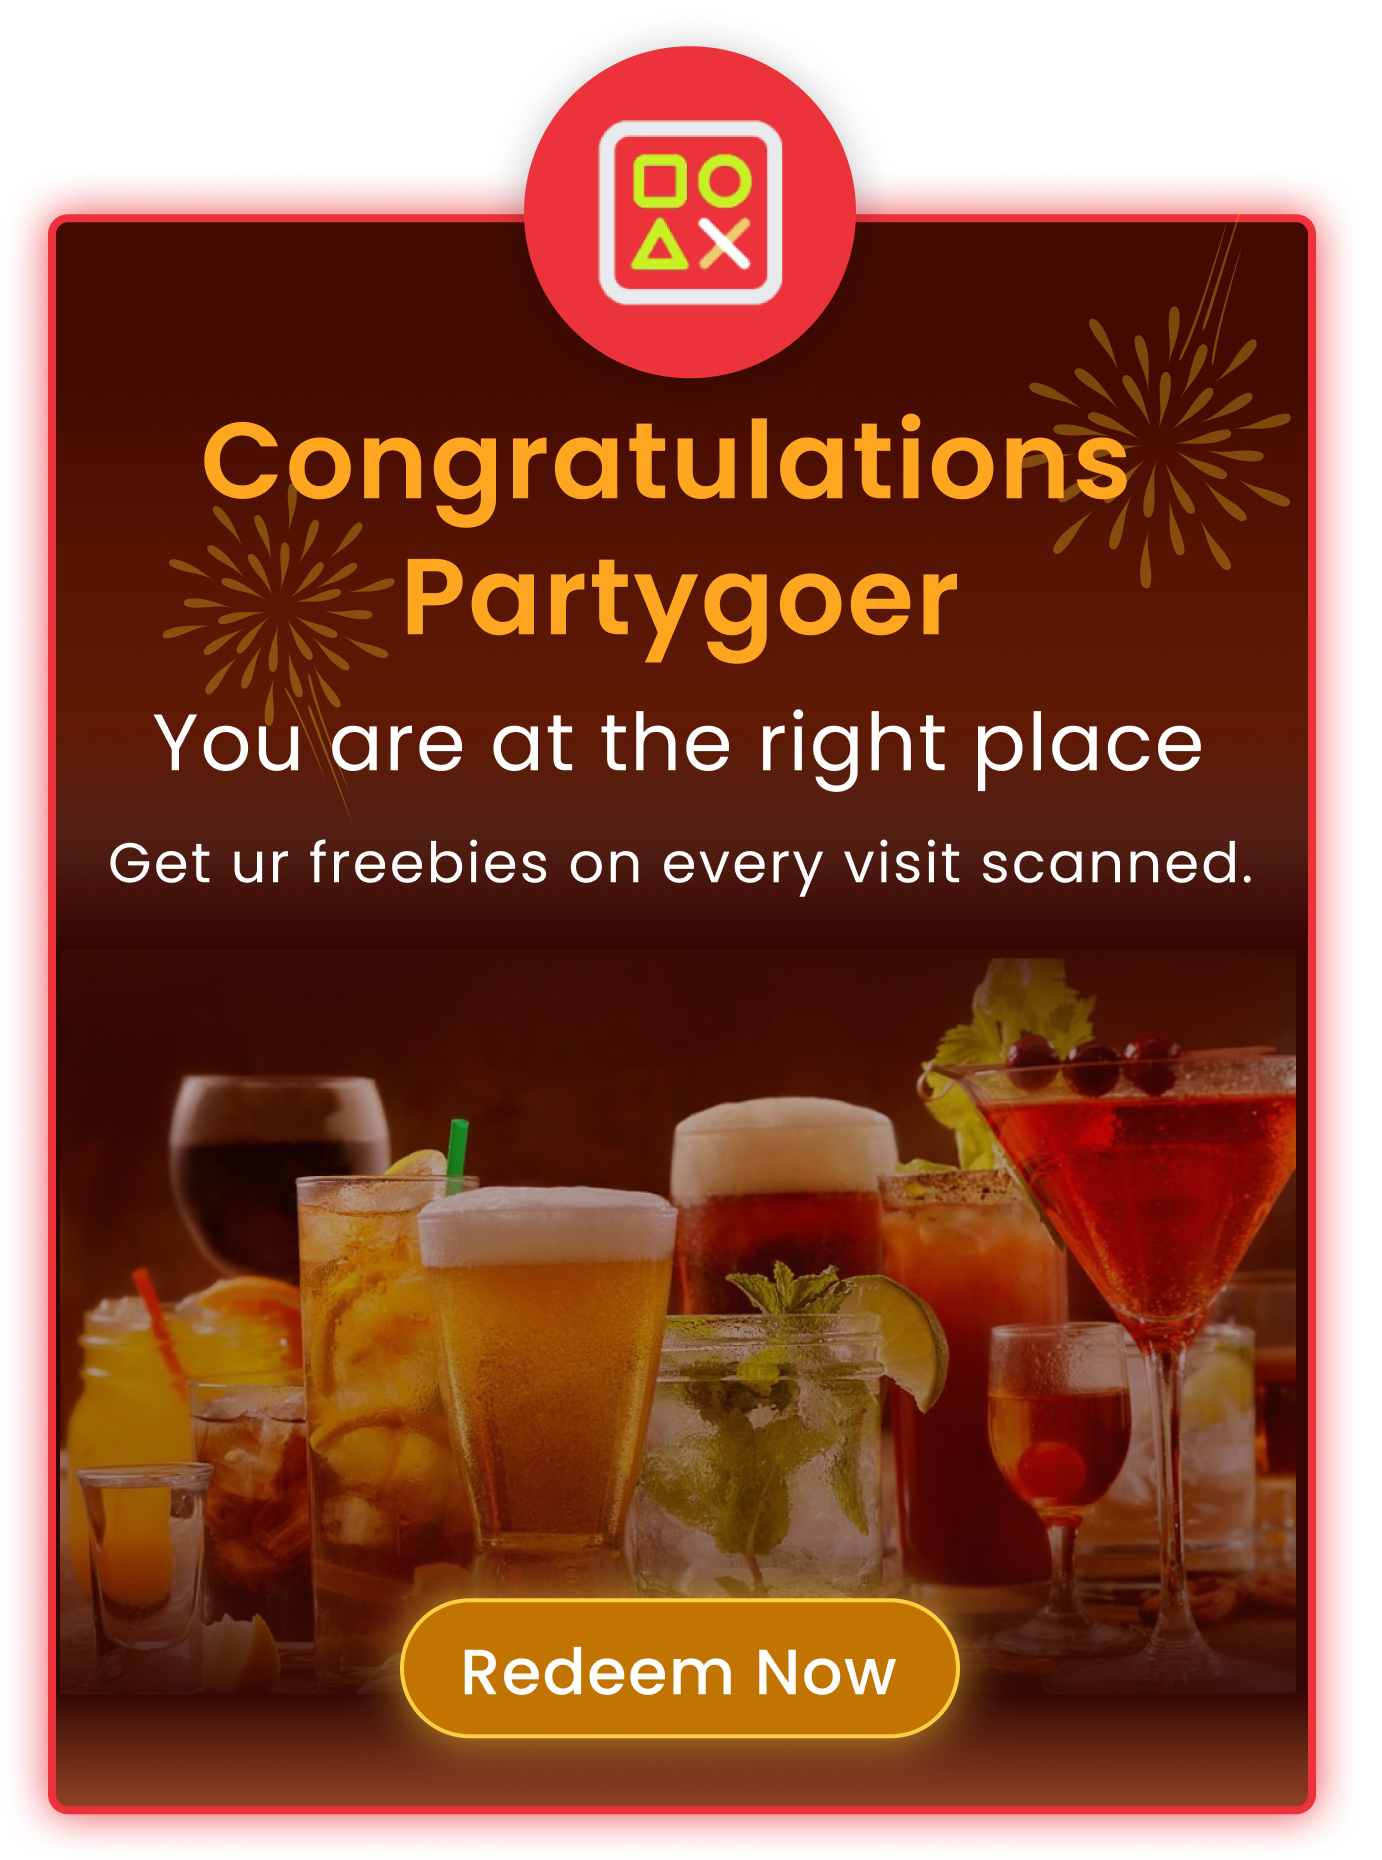 Congratulations
Partygoer
You are at the right place
Get ur freebies on every visit scanned.
Redeem Now